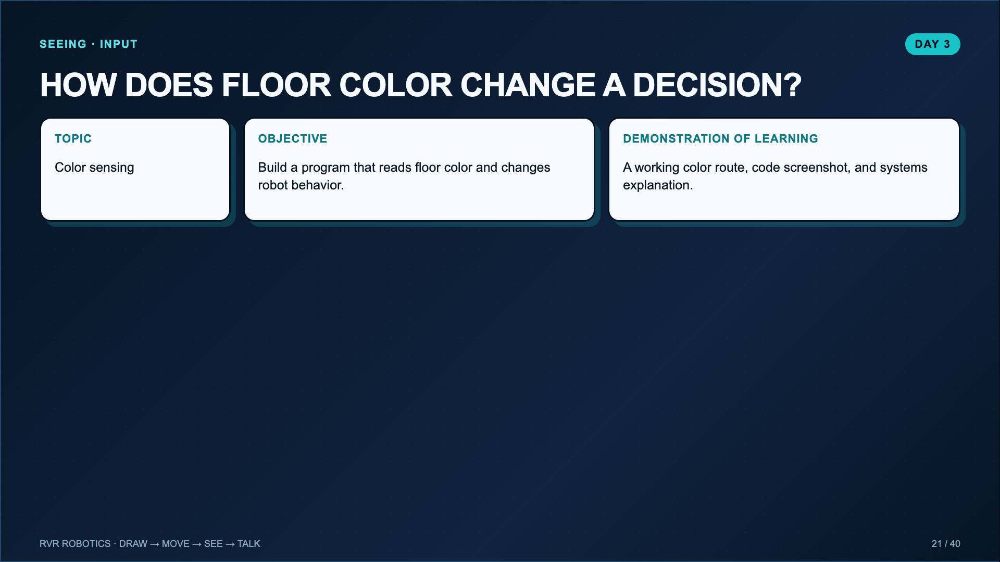 SEEING · INPUT
DAY 3
HOW DOES FLOOR COLOR CHANGE A DECISION?
TOPIC
Color sensing
OBJECTIVE
Build a program that reads floor color and changes
robot behavior.
DEMONSTRATION OF LEARNING
A working color route, code screenshot, and systems
explanation.
RVR ROBOTICS · DRAW → MOVE → SEE → TALK
21 / 40